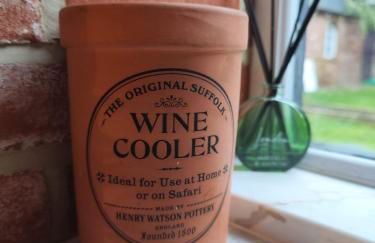 THE ORIGINAL SUFFOLK
WINE
COOLER
Ideal for Use at Home
or on Safari
MADE BY
HENRY WATSON POTTERY
ENGLAND
Founded 1800